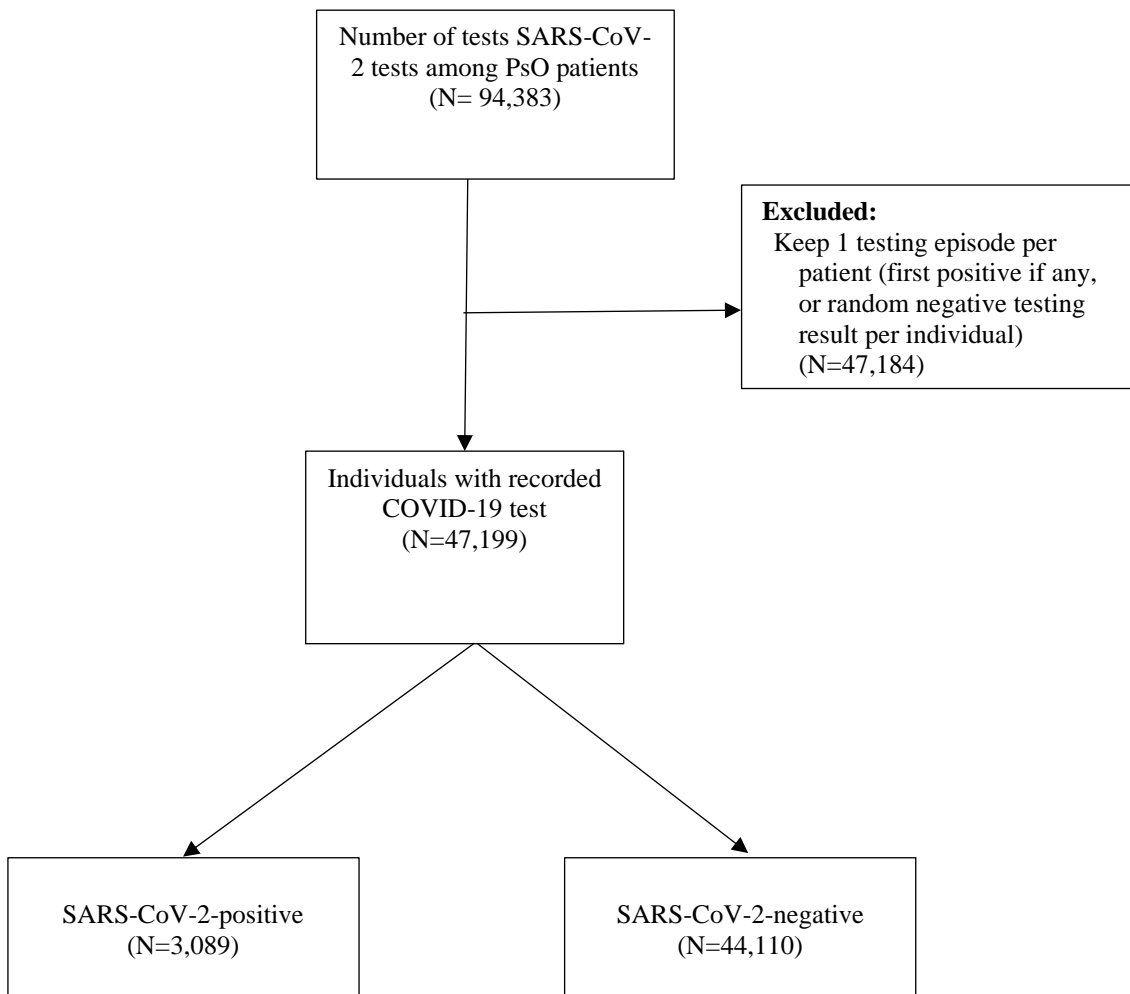 Number of tests SARS-CoV-
2 tests among PsO patients
(N= 94,383)
Excluded:
Keep 1 testing episode per
patient (first positive if any,
or random negative testing
result per individual)
(N=47,184)
Individuals with recorded
COVID-19 test
(N=47,199)
SARS-CoV-2-positive
(N=3,089)
SARS-CoV-2-negative
(N=44,110)